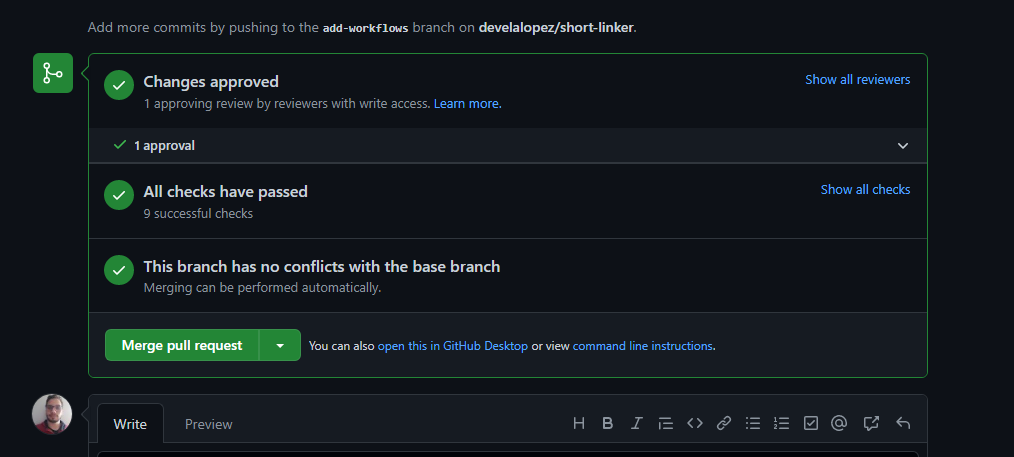 Add more commits by pushing to the add-workflows branch on develalopez/short-linker.
Changes approved
Show all reviewers
1 approving review by reviewers with write access. Learn more.
1 approval
All checks have passed
Show all checks
9 successful checks
This branch has no conflicts with the base branch
Merging can be performed automatically.
Merge pull request
You can also open this in GitHub Desktop or view command line instructions.
Write
Preview